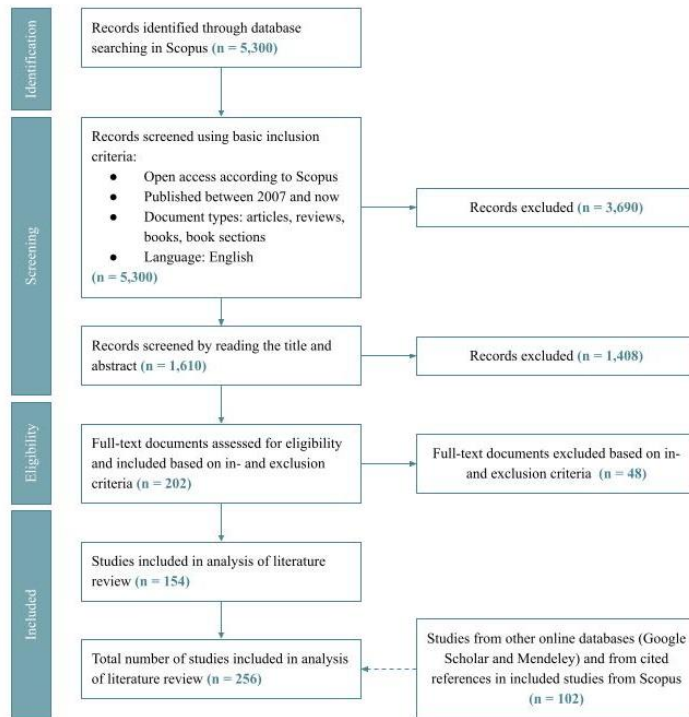 Identification
Records identified through database
searching in Scopus (n = 5,300)
Screening
Records screened using basic inclusion
criteria:
● Open access according to Scopus
● Published between 2007 and now
● Document types: articles, reviews,
books, book sections
● Language: English
(n = 5,300)
Records excluded (n = 3,690)
Records screened by reading the title and
abstract (n = 1,610)
Records excluded (n = 1,408)
Eligibility
Full-text documents assessed for eligibility
and included based on in- and exclusion
criteria (n = 202)
Full-text documents excluded based on in-
and exclusion criteria (n = 48)
Included
Studies included in analysis of literature
review (n = 154)
Total number of studies included in analysis
of literature review (n = 256)
Studies from other online databases (Google
Scholar and Mendeley) and from cited
references in included studies from Scopus
(n = 102)